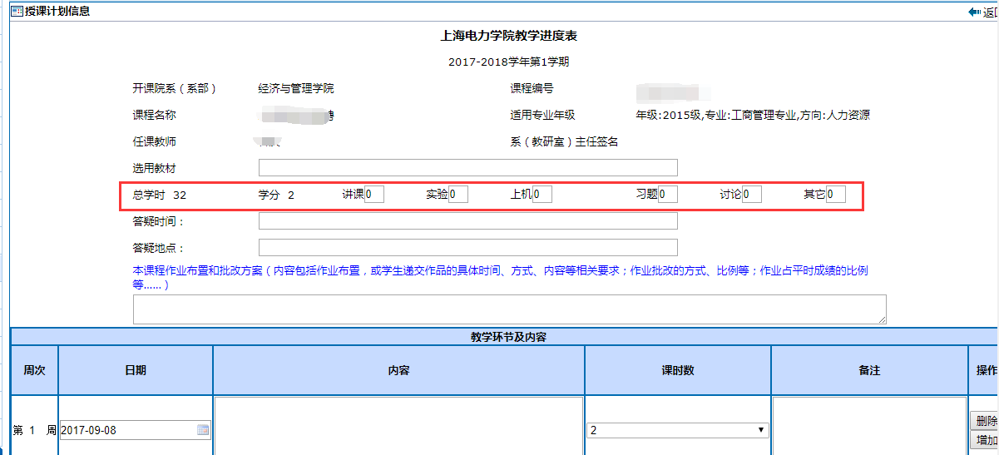 授课计划信息 返回
上海电力学院教学进度表
2017-2018学年第1学期
开课院系（系部） 经济与管理学院 课程编号
课程名称 适用专业年级 年级:2015级,专业:工商管理专业,方向:人力资源
任课教师 系（教研室）主任签名
选用教材
总学时 32 学分 2 讲课 0 实验 0 上机 0 习题 0 讨论 0 其它 0
答疑时间：
答疑地点：
本课程作业布置和批改方案（内容包括作业布置，或学生递交作品的具体时间、方式、内容等相关要求；作业批改的方式、比例等；作业占平时成绩的比例
等……）
教学环节及内容
周次 日期 内容 课时数 备注 操作
第 1 周 2017-09-08 2 删除
增加